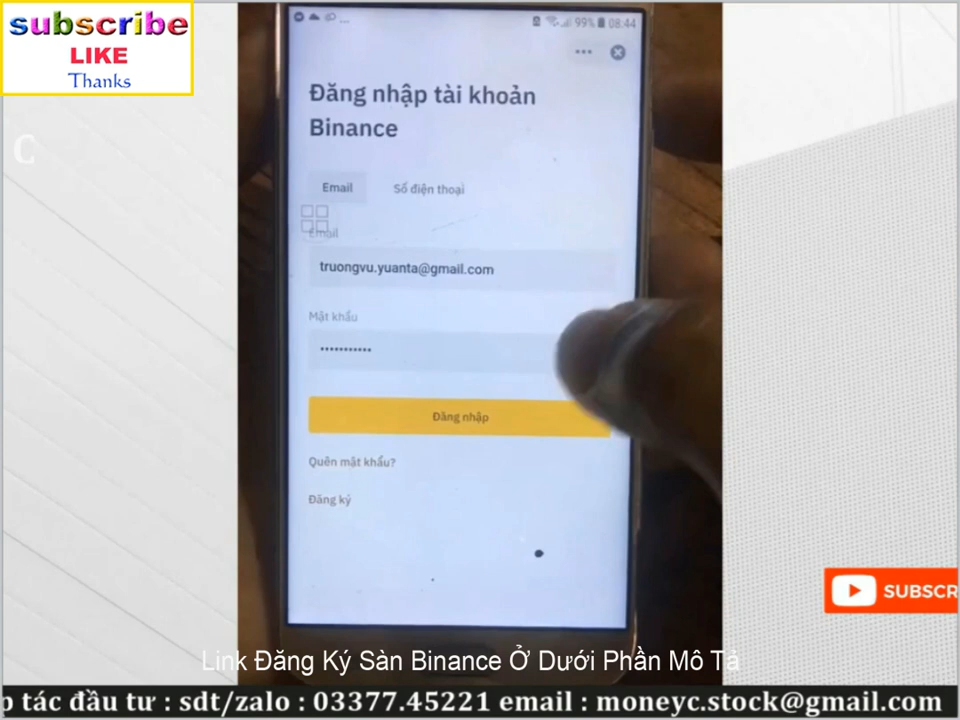 subscribe
LIKE
Thanks
C
99% 08:44
Đăng nhập tài khoản
Binance
Email
Số điện thoại
Email
truongvu.yuanta@gmail.com
Mật khẩu
•••••••••••
Đăng nhập
Quên mật khẩu?
Đăng ký
SUBSCR
Link Đăng Ký Sàn Binance Ở Dưới Phần Mô Tả
p tác đầu tư : sdt/zalo : 03377.45221 email : moneyc.stock@gmail.com